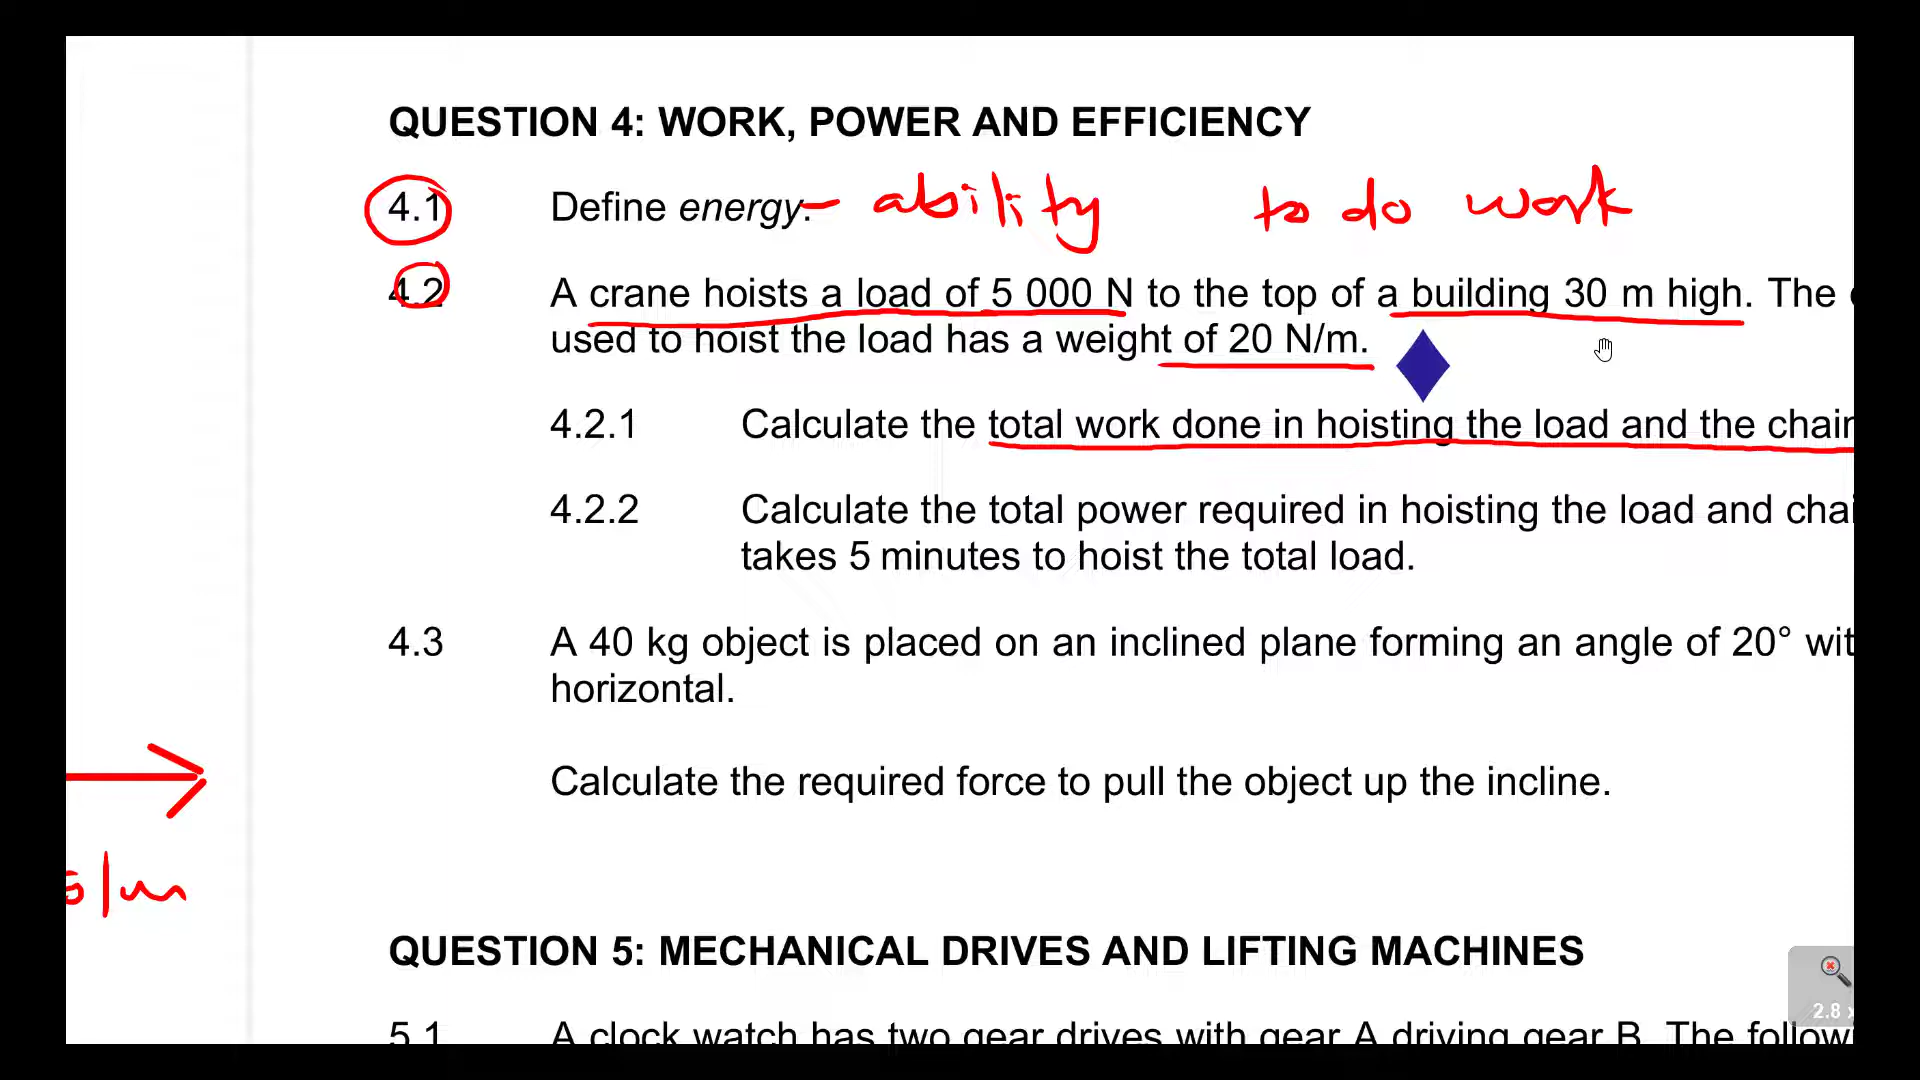 QUESTION 4: WORK, POWER AND EFFICIENCY
4.1 Define energy. - ability to do work
4.2 A crane hoists a load of 5 000 N to the top of a building 30 m high. The
used to hoist the load has a weight of 20 N/m.
4.2.1 Calculate the total work done in hoisting the load and the chain
4.2.2 Calculate the total power required in hoisting the load and chai
takes 5 minutes to hoist the total load.
4.3 A 40 kg object is placed on an inclined plane forming an angle of 20° wit
horizontal.
Calculate the required force to pull the object up the incline.
/m
QUESTION 5: MECHANICAL DRIVES AND LIFTING MACHINES
2.8 x
5.1 A clock watch has two gear drives with gear A driving gear B. The follow